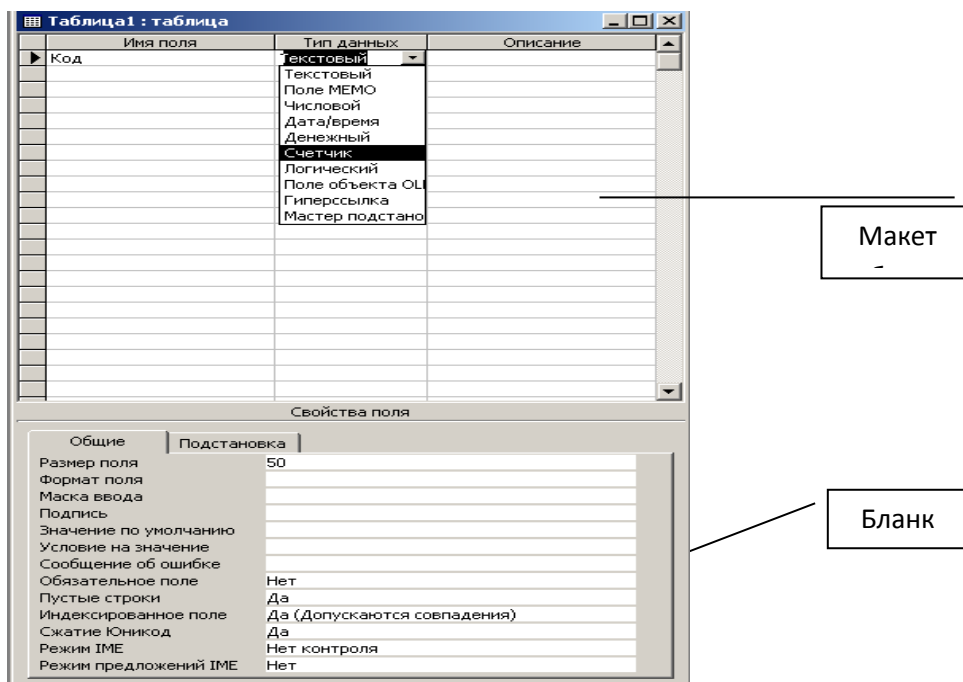 Таблица1 : таблица
Имя поля Тип данных Описание
Код Текстовый
Текстовый
Поле МЕМО
Числовой
Дата/время
Денежный
Счетчик
Логический
Поле объекта OLE
Гиперссылка
Мастер подстано
Макет
Свойства поля
Общие Подстановка
Размер поля 50
Формат поля
Маска ввода
Подпись
Значение по умолчанию
Условие на значение
Сообщение об ошибке
Обязательное поле Нет
Пустые строки Да
Индексированное поле Да (Допускаются совпадения)
Сжатие Юникод Да
Режим IME Нет контроля
Режим предложений IME Нет
Бланк